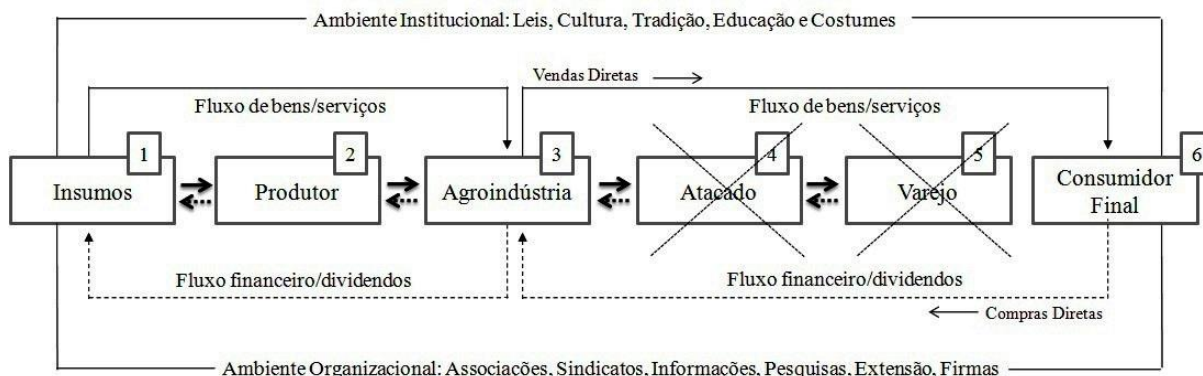 Ambiente Institucional: Leis, Cultura, Tradição, Educação e Costumes
Vendas Diretas
Fluxo de bens/serviços
Fluxo de bens/serviços
1
2
3
4
5
6
Insumos
Produtor
Agroindústria
Atacado
Varejo
Consumidor
Final
Fluxo financeiro/dividendos
Fluxo financeiro/dividendos
Compras Diretas
Ambiente Organizacional: Associações, Sindicatos, Informações, Pesquisas, Extensão, Firmas